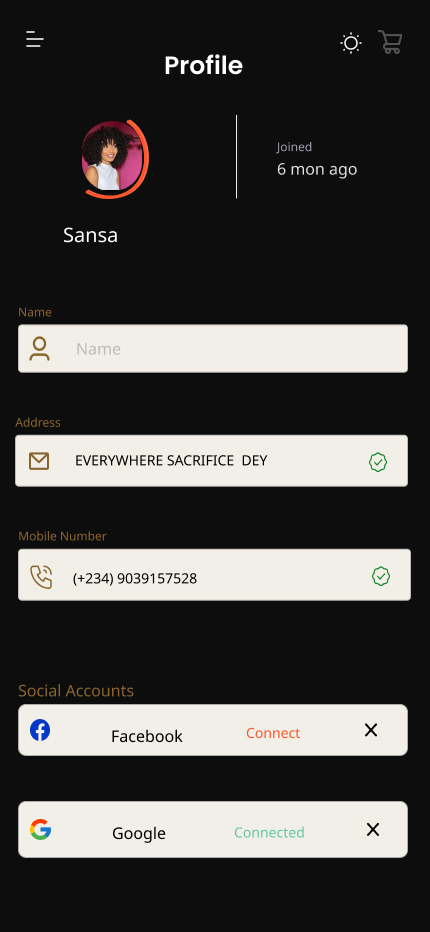 Profile
Joined
6 mon ago
Sansa
Name
Name
Address
EVERYWHERE SACRIFICE  DEY
Mobile Number
(+234) 9039157528
Social Accounts
Facebook Connect
Google Connected